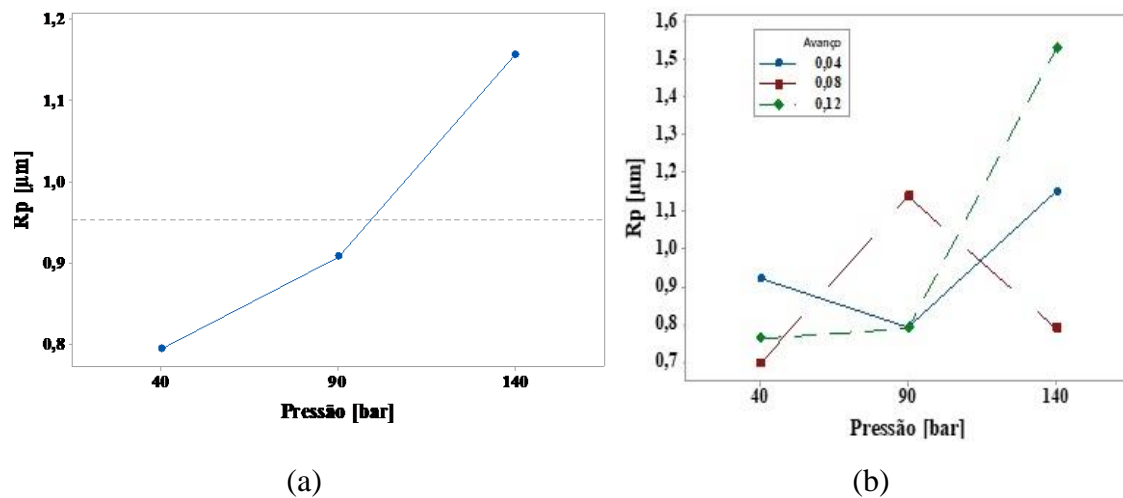 1,2
1,1
1,0
0,9
0,8
Rp [µm]
40 90 140
Pressão [bar]
(a)
1,6
1,5
1,4
1,3
1,2
1,1
1,0
0,9
0,8
0,7
Rp [µm]
Avanço
0,04
0,08
0,12
40 90 140
Pressão [bar]
(b)